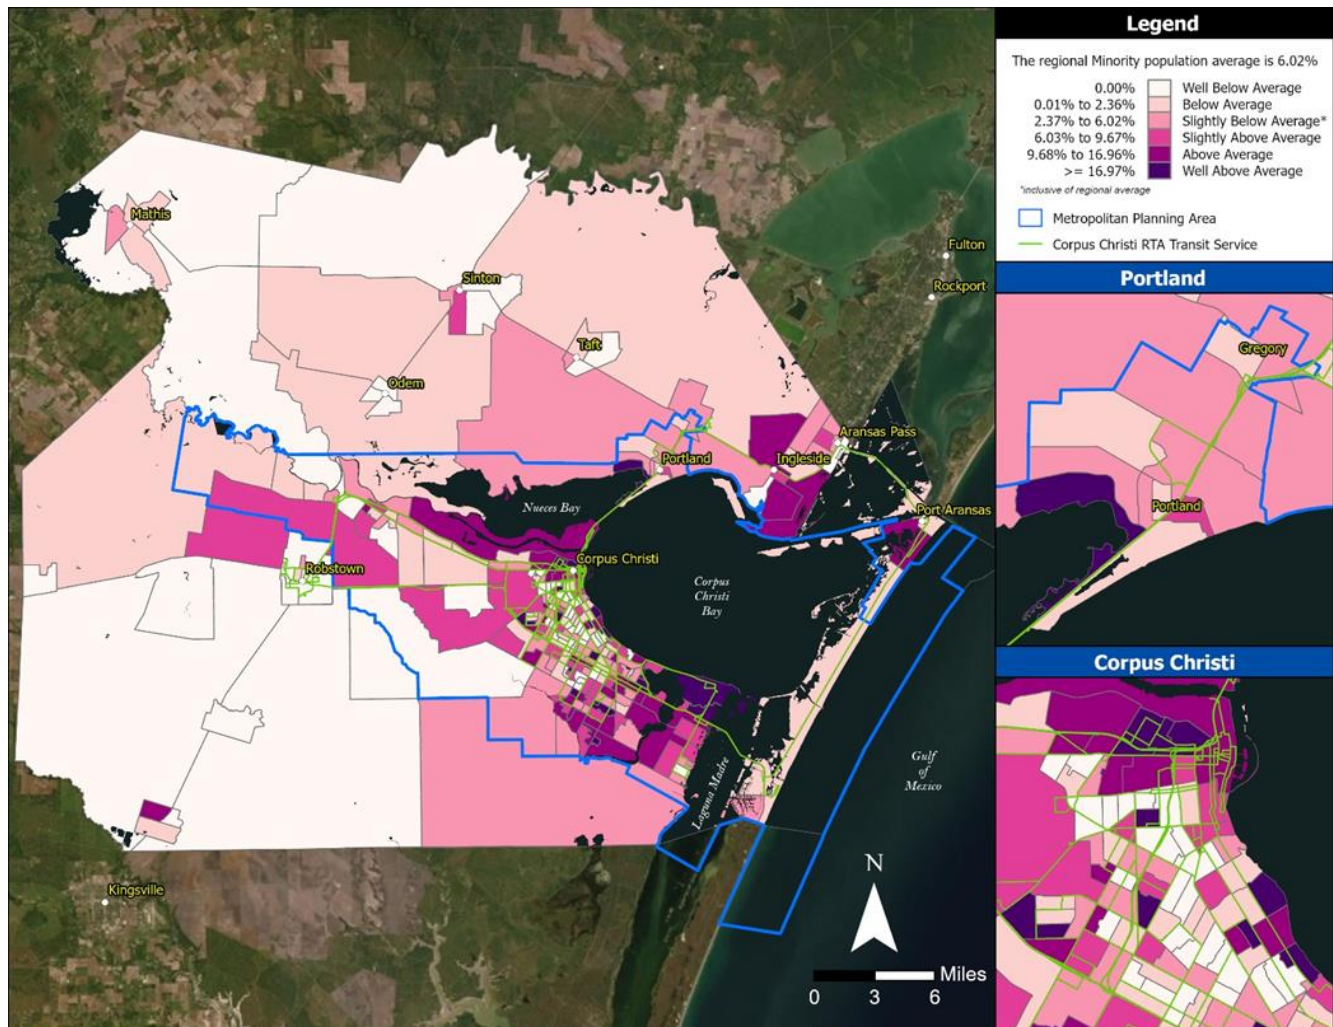 Legend
The regional Minority population average is 6.02%
0.00% Well Below Average
0.01% to 2.36% Below Average
2.37% to 6.02% Slightly Below Average*
6.03% to 9.67% Slightly Above Average
9.68% to 16.96% Above Average
>= 16.97% Well Above Average
*inclusive of regional average
Metropolitan Planning Area
Corpus Christi RTA Transit Service
Mathis
Fulton
Sinton
Rockport
Taft
Odem
Aransas Pass
Portland
Ingleside
Nueces Bay
Port Aransas
Corpus Christi
Robstown
Corpus
Christi
Bay
Gulf
of
Mexico
Laguna Madre
Kingsville
N
Miles
0 3 6
Portland
Gregory
Portland
Corpus Christi